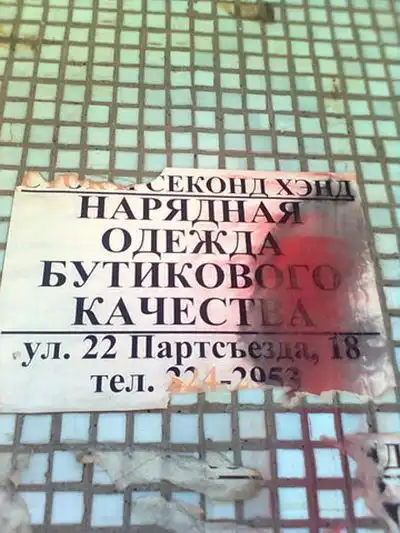 СЕКОНД ХЭНД
НАРЯДНАЯ
ОДЕЖДА
БУТИКОВОГО
КАЧЕСТВА
ул. 22 Партсъезда, 18
тел. 224-2953